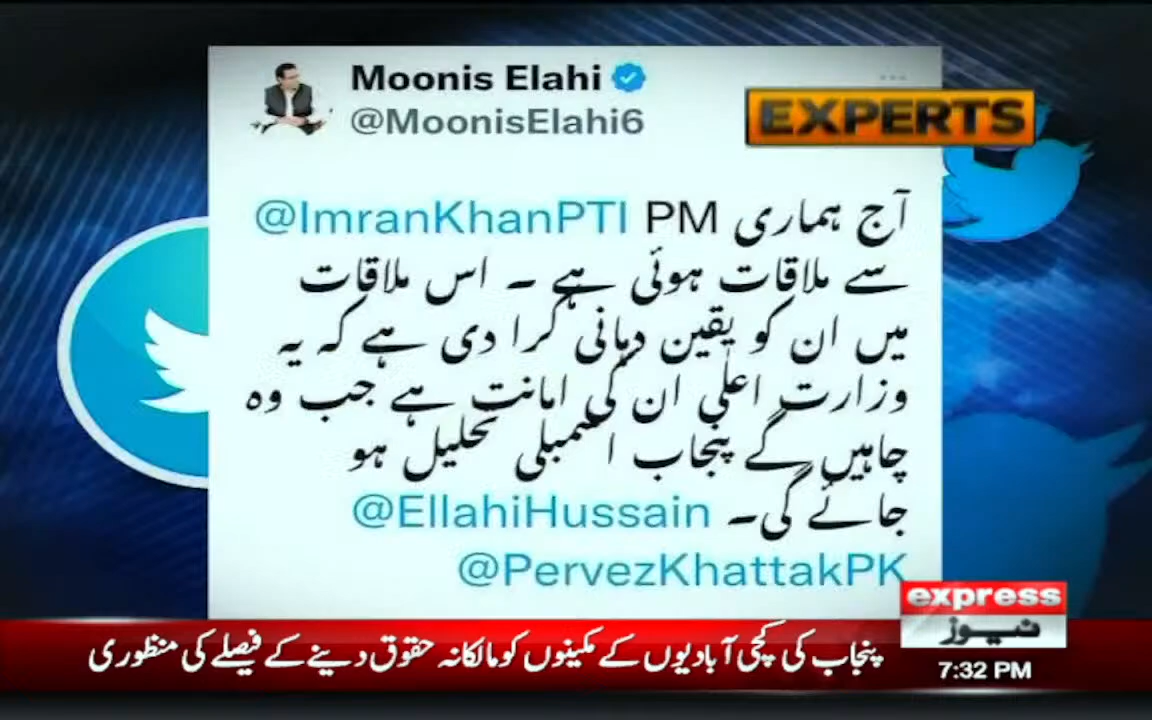 Moonis Elahi
@MoonisElahi6
EXPERTS
آج ہماری PM @ImranKhanPTI
سے ملاقات ہوئی ہے ۔ اس ملاقات
میں ان کو یقین دہانی کرا دی ہے کہ یہ
وزارت اعلٰی ان کی امانت ہے جب وہ
چاہیں گے پنجاب اسمبلی تحلیل ہو
جائے گی۔ @EllahiHussain
@PervezKhattakPK
express
نیوز
پنجاب کی کچی آبادیوں کے مکینوں کو مالکانہ حقوق دینے کے فیصلے کی منظوری
7:32 PM